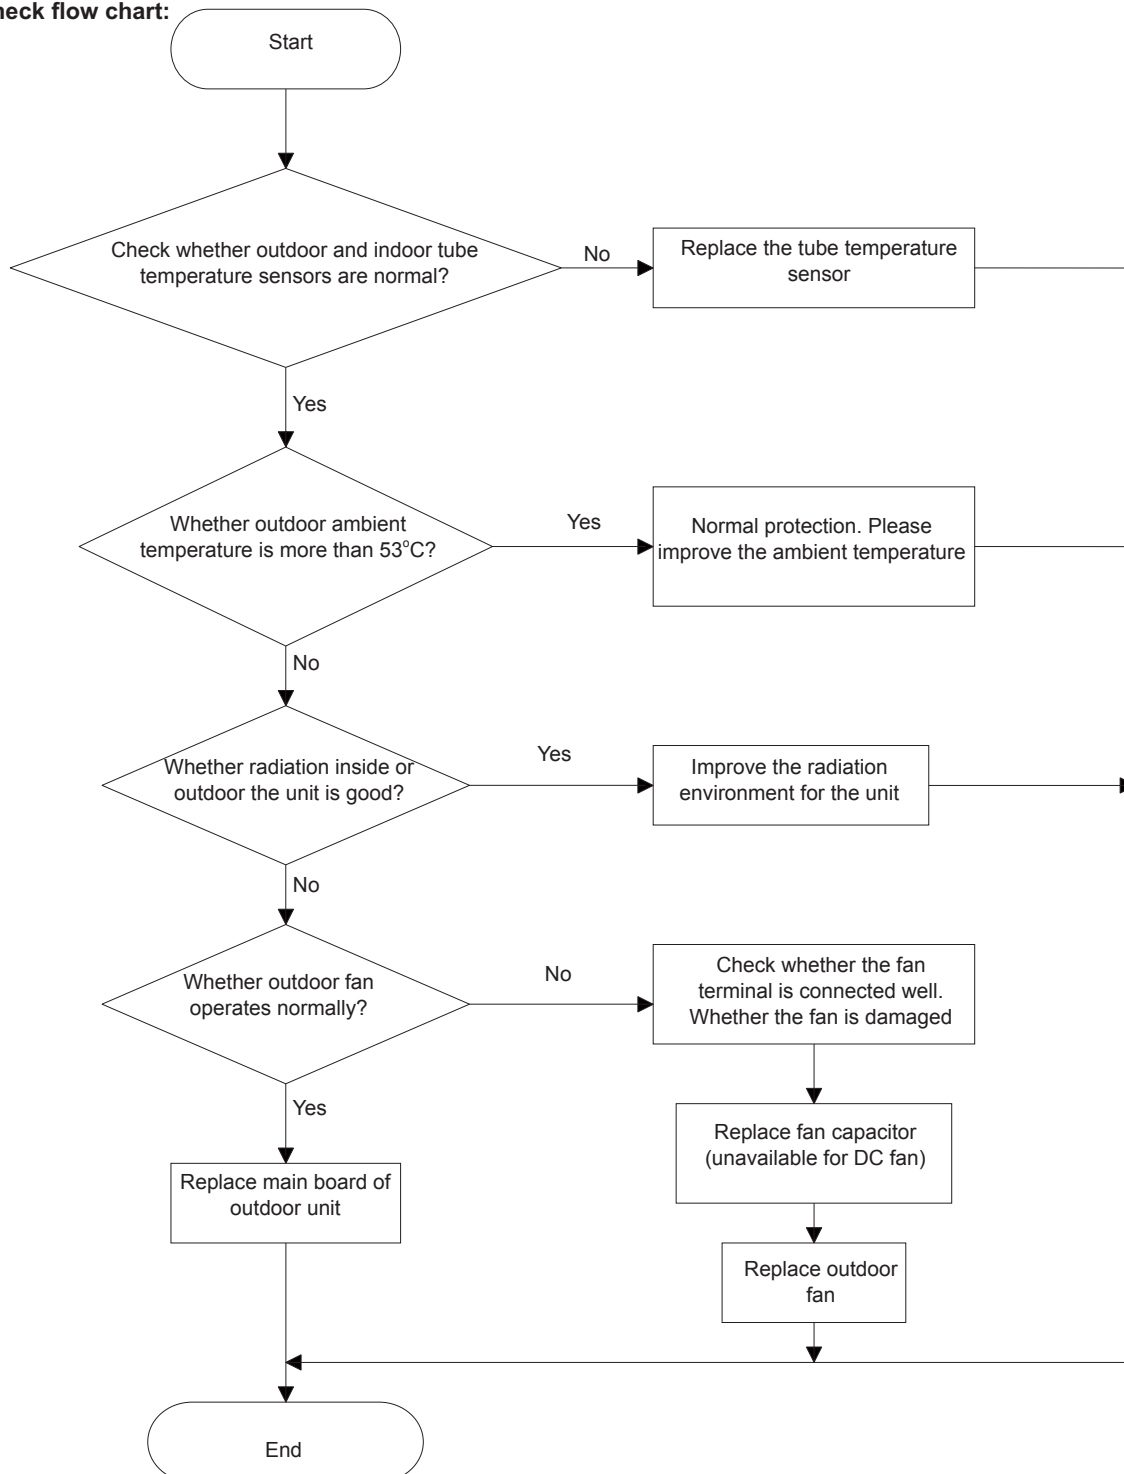 heck flow chart:
Start
Check whether outdoor and indoor tube
temperature sensors are normal?
No
Replace the tube temperature
sensor
Yes
Whether outdoor ambient
temperature is more than 53°C?
Yes
Normal protection. Please
improve the ambient temperature
No
Whether radiation inside or
outdoor the unit is good?
Yes
Improve the radiation
environment for the unit
No
Whether outdoor fan
operates normally?
No
Check whether the fan
terminal is connected well.
Whether the fan is damaged
Yes
Replace fan capacitor
(unavailable for DC fan)
Replace main board of
outdoor unit
Replace outdoor
fan
End